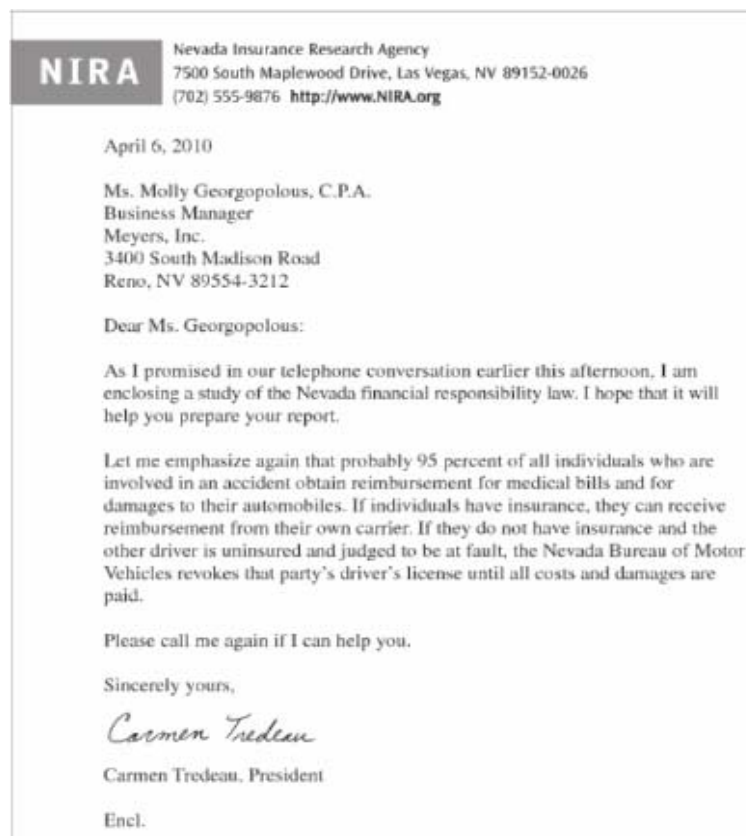 NIRA
Nevada Insurance Research Agency
7500 South Maplewood Drive, Las Vegas, NV 89152-0026
(702) 555-9876 http://www.NIRA.org
April 6, 2010
Ms. Molly Georgopolous, C.P.A.
Business Manager
Meyers, Inc.
3400 South Madison Road
Reno, NV 89554-3212
Dear Ms. Georgopolous:
As I promised in our telephone conversation earlier this afternoon, I am
enclosing a study of the Nevada financial responsibility law. I hope that it will
help you prepare your report.
Let me emphasize again that probably 95 percent of all individuals who are
involved in an accident obtain reimbursement for medical bills and for
damages to their automobiles. If individuals have insurance, they can receive
reimbursement from their own carrier. If they do not have insurance and the
other driver is uninsured and judged to be at fault, the Nevada Bureau of Motor
Vehicles revokes that party's driver's license until all costs and damages are
paid.
Please call me again if I can help you.
Sincerely yours,
Carmen Tredeau
Carmen Tredeau, President
Encl.